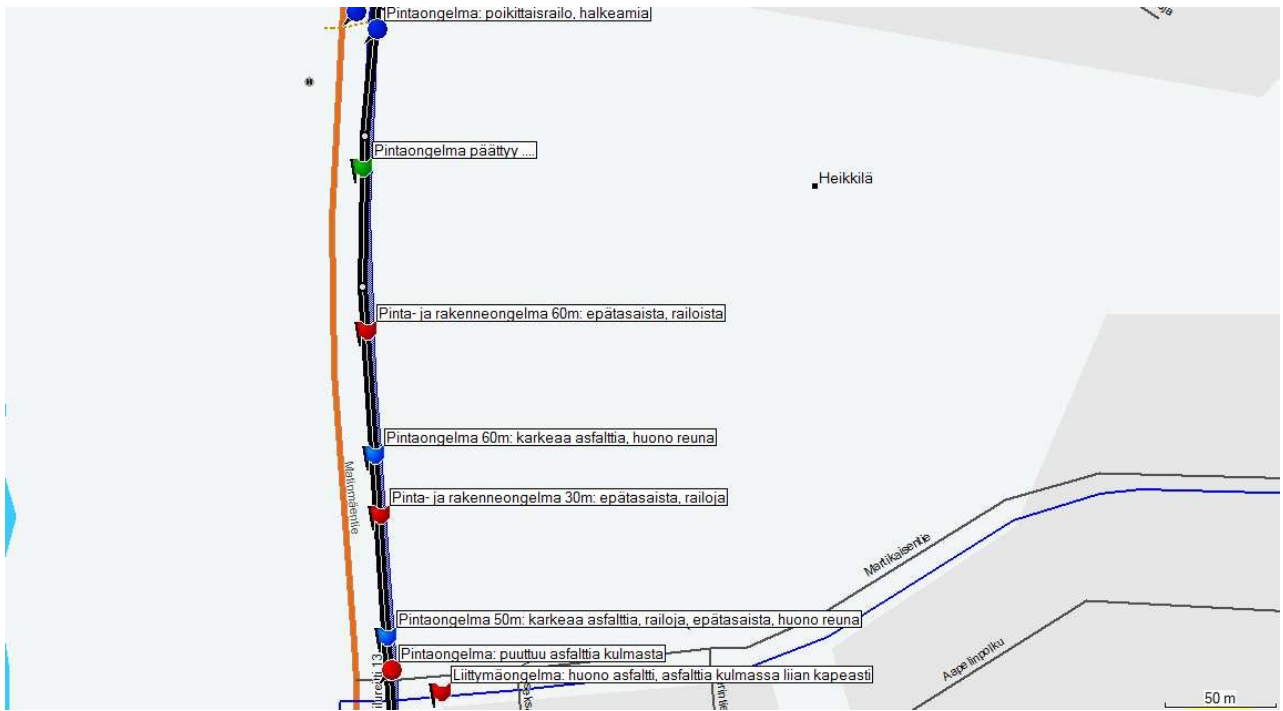 Pintaongelma: poikittaisrailo, halkeamia
Pintaongelma päättyy ....
Heikkilä
Pinta- ja rakenneongelma 60m: epätasaista, railoista
Pintaongelma 60m: karkeaa asfalttia, huono reuna
Matinmäentie
Pinta- ja rakenneongelma 30m: epätasaista, railoja
Martikaisentie
Pintaongelma 50m: karkeaa asfalttia, railoja, epätasaista, huono reuna
Pintaongelma: puuttuu asfalttia kulmasta
Aapelinpolku
Liittymäongelma: huono asfaltti, asfalttia kulmassa liian kapeasti
50 m